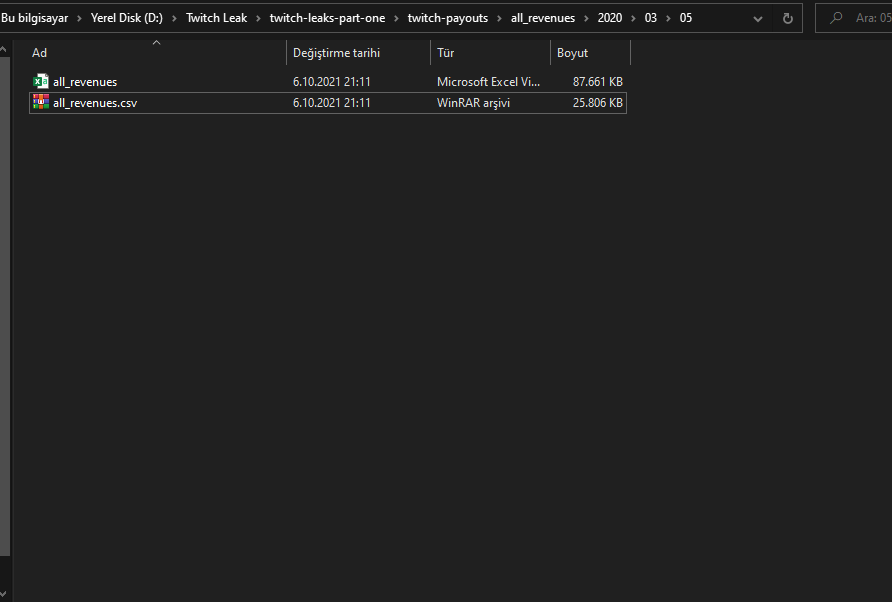 Bu bilgisayar > Yerel Disk (D:) > Twitch Leak > twitch-leaks-part-one > twitch-payouts > all_revenues > 2020 > 03 > 05 Ara: 05
Ad Değiştirme tarihi Tür Boyut
all_revenues 6.10.2021 21:11 Microsoft Excel Vi... 87.661 KB
all_revenues.csv 6.10.2021 21:11 WinRAR arşivi 25.806 KB